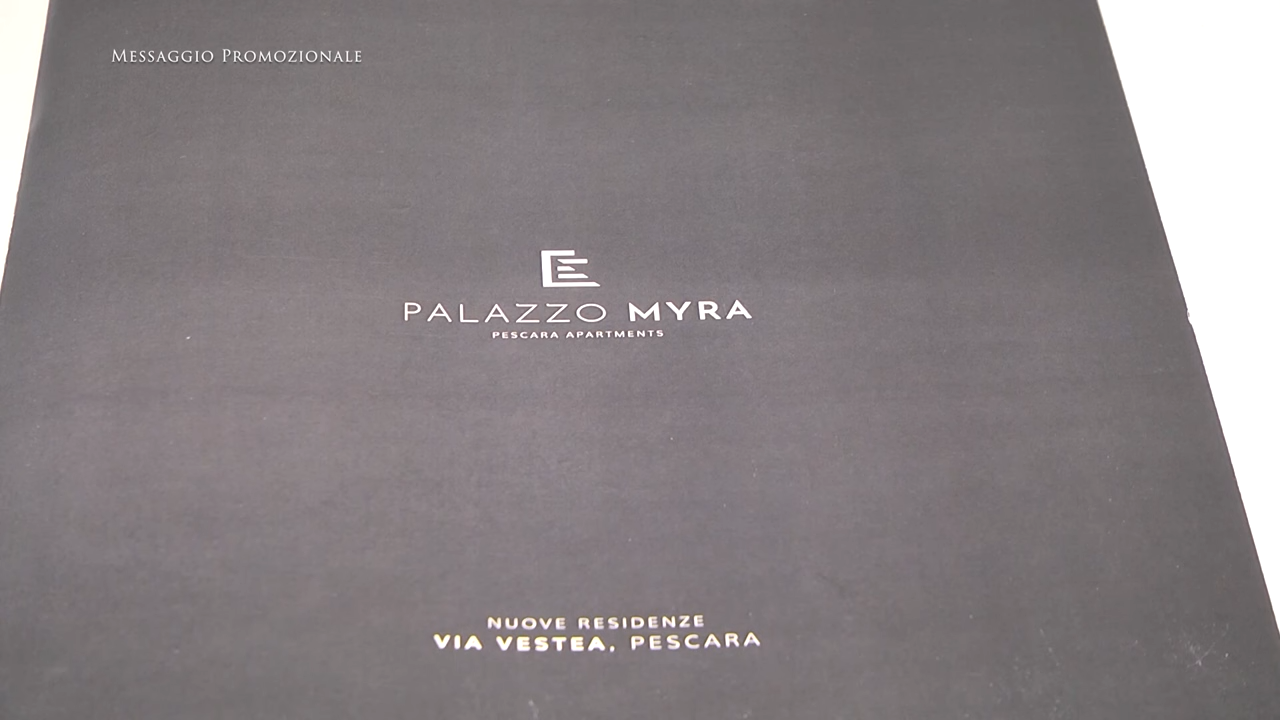 MESSAGGIO PROMOZIONALE
PALAZZO MYRA
PESCARA APARTMENTS
NUOVE RESIDENZE
VIA VESTEA, PESCARA